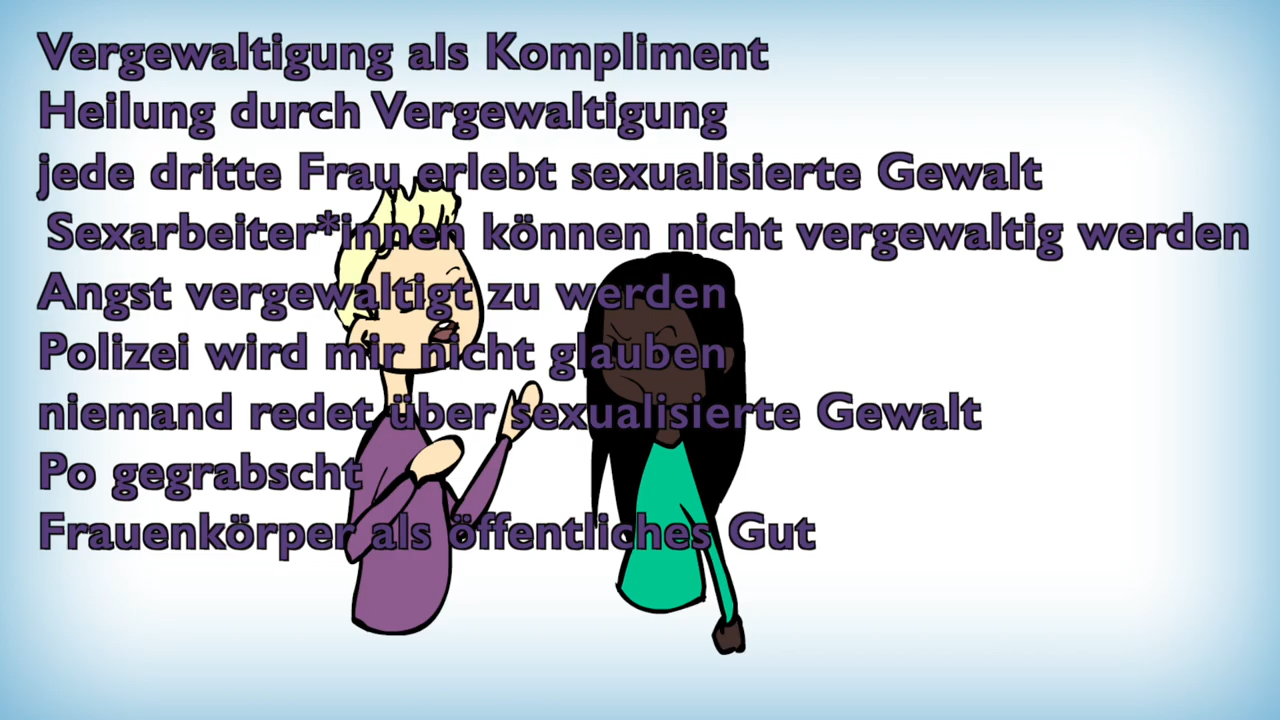 Vergewaltigung als Kompliment
Heilung durch Vergewaltigung
jede dritte Frau erlebt sexualisierte Gewalt
Sexarbeiter*innen können nicht vergewaltig werden
Angst vergewaltigt zu werden
Polizei wird mir nicht glauben
niemand redet über sexualisierte Gewalt
Po gegrabscht
Frauenkörper als öffentliches Gut